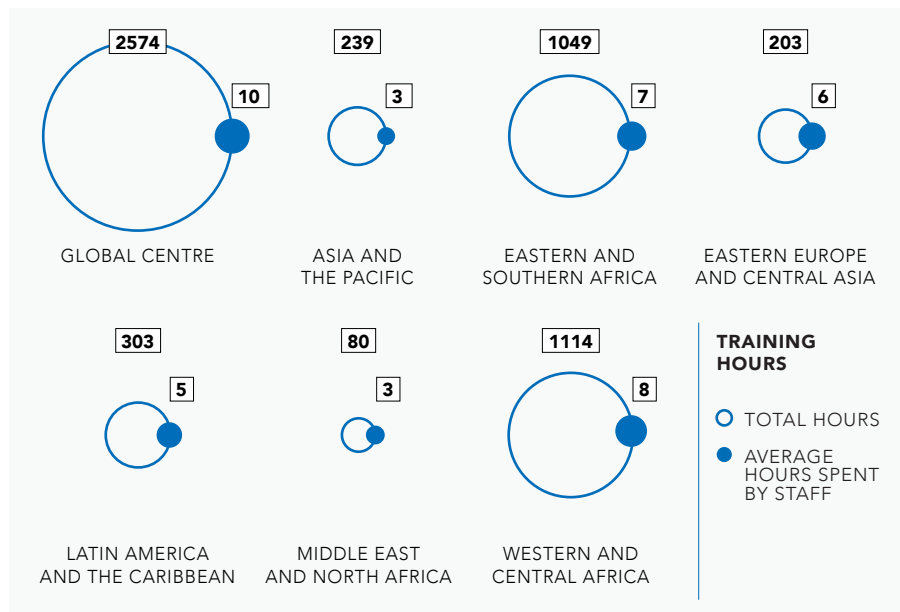 2574
10
GLOBAL CENTRE
239
3
ASIA AND
THE PACIFIC
1049
7
EASTERN AND
SOUTHERN AFRICA
203
6
EASTERN EUROPE
AND CENTRAL ASIA
303
5
LATIN AMERICA
AND THE CARIBBEAN
80
3
MIDDLE EAST
AND NORTH AFRICA
1114
8
WESTERN AND
CENTRAL AFRICA
TRAINING
HOURS
TOTAL HOURS
AVERAGE
HOURS SPENT
BY STAFF